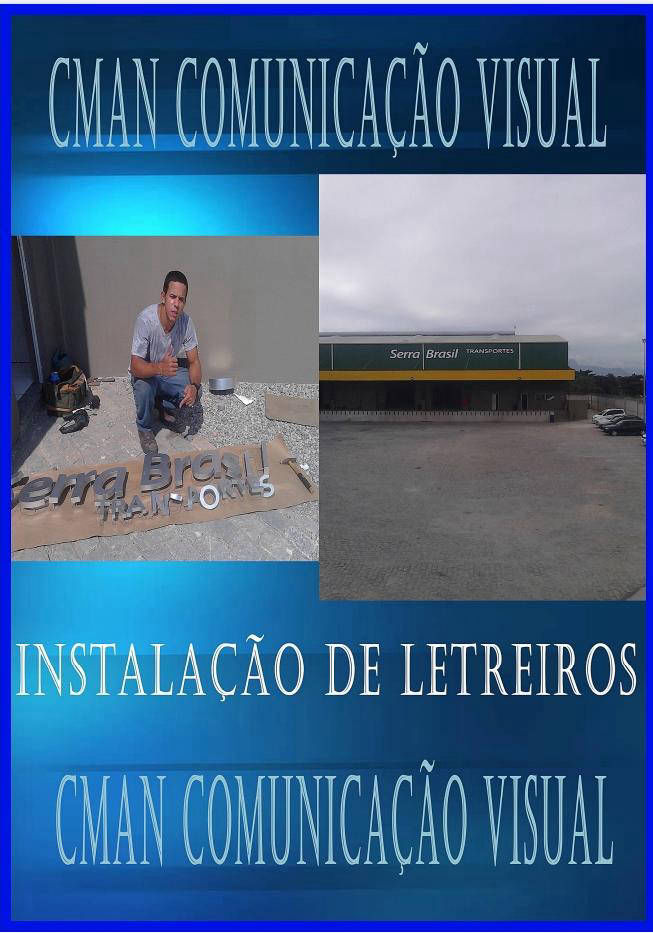 CMAN COMUNICAÇÃO VISUAL
Serra Brasil TRANSPORTES
Serra Brasil
TRANSPORTES
INSTALAÇÃO DE LETREIROS
CMAN COMUNICAÇÃO VISUAL